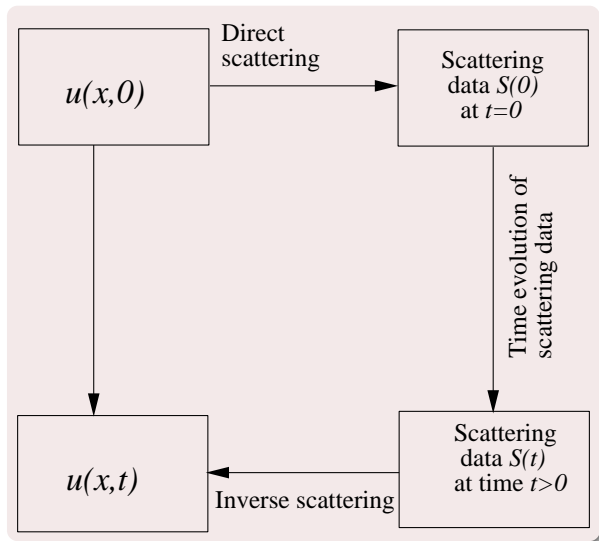 u(x,0)
Direct
scattering
Scattering
data S(0)
at t=0
Time evolution of
scattering data
u(x,t)
Inverse scattering
Scattering
data S(t)
at time t>0